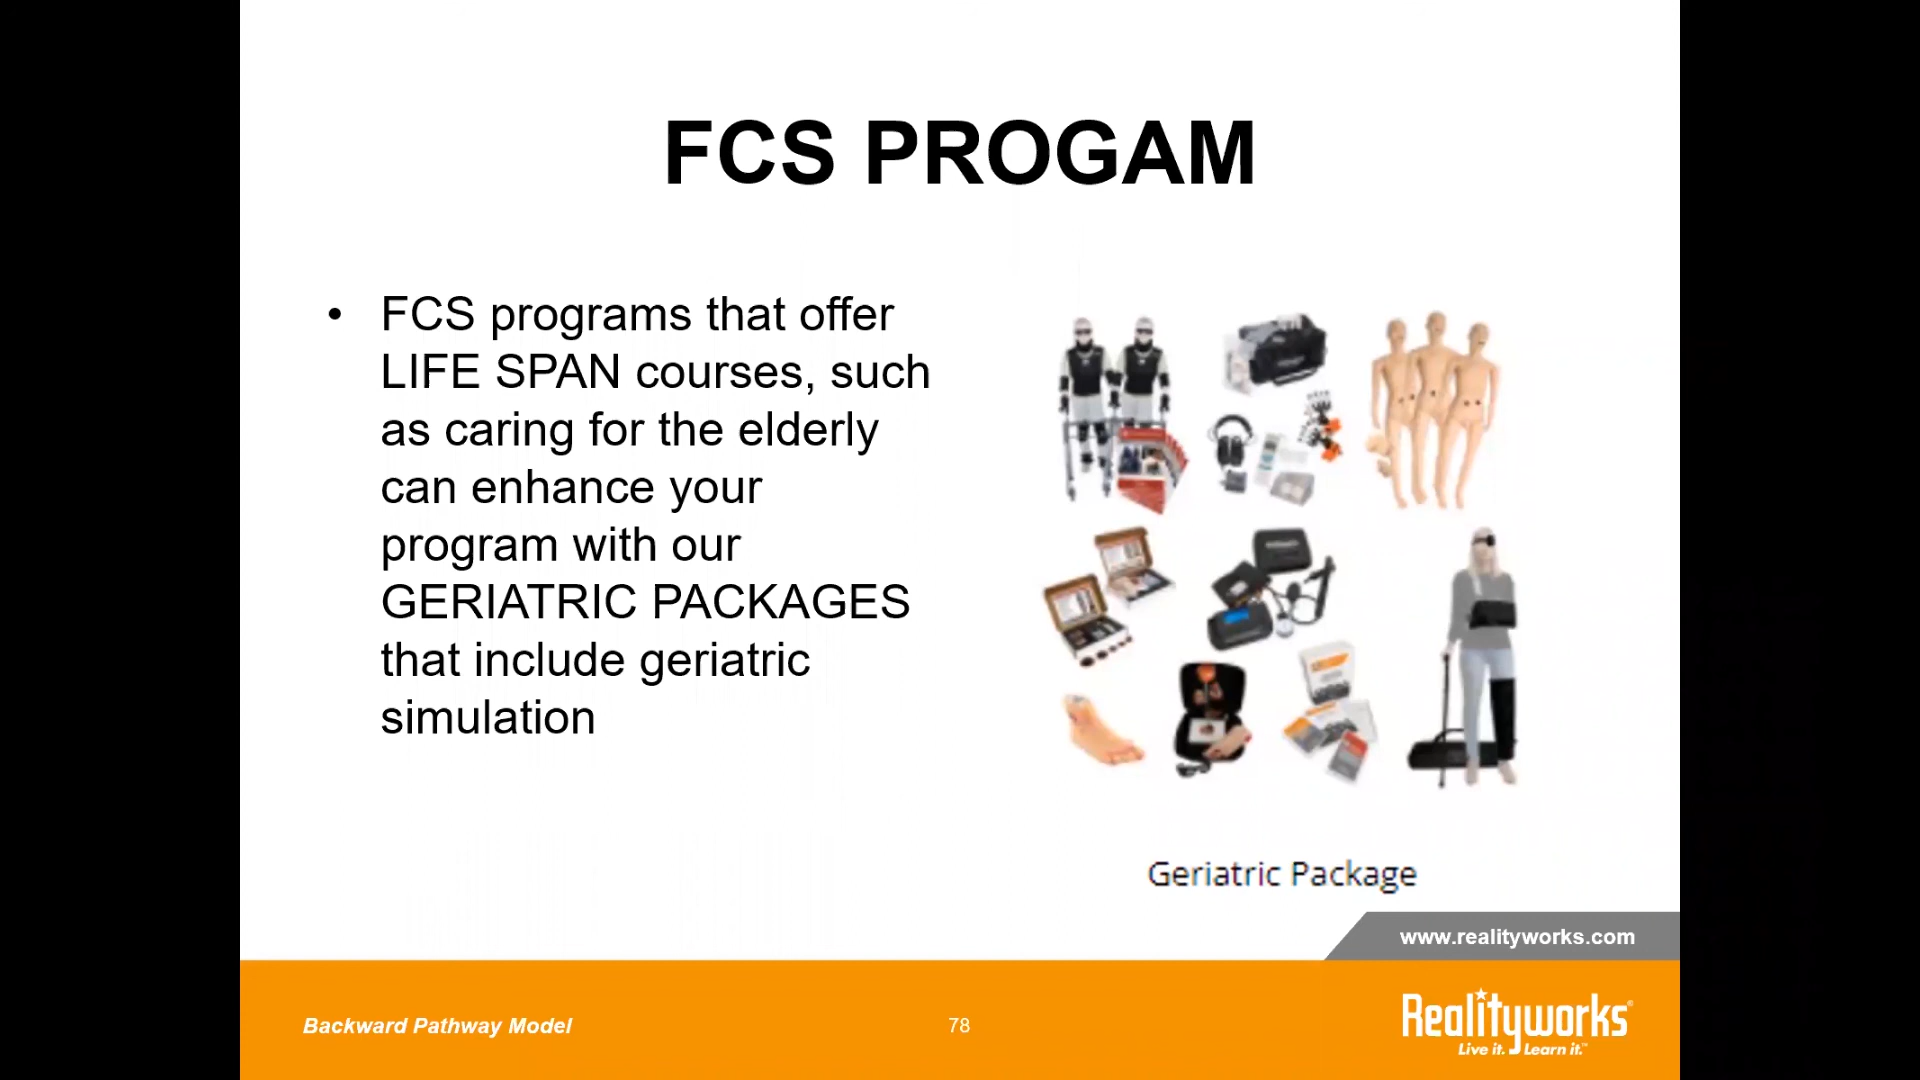 FCS PROGAM
• FCS programs that offer
LIFE SPAN courses, such
as caring for the elderly
can enhance your
program with our
GERIATRIC PACKAGES
that include geriatric
simulation
Geriatric Package
www.realityworks.com
Backward Pathway Model
78
Realityworks®
Live it. Learn it.™